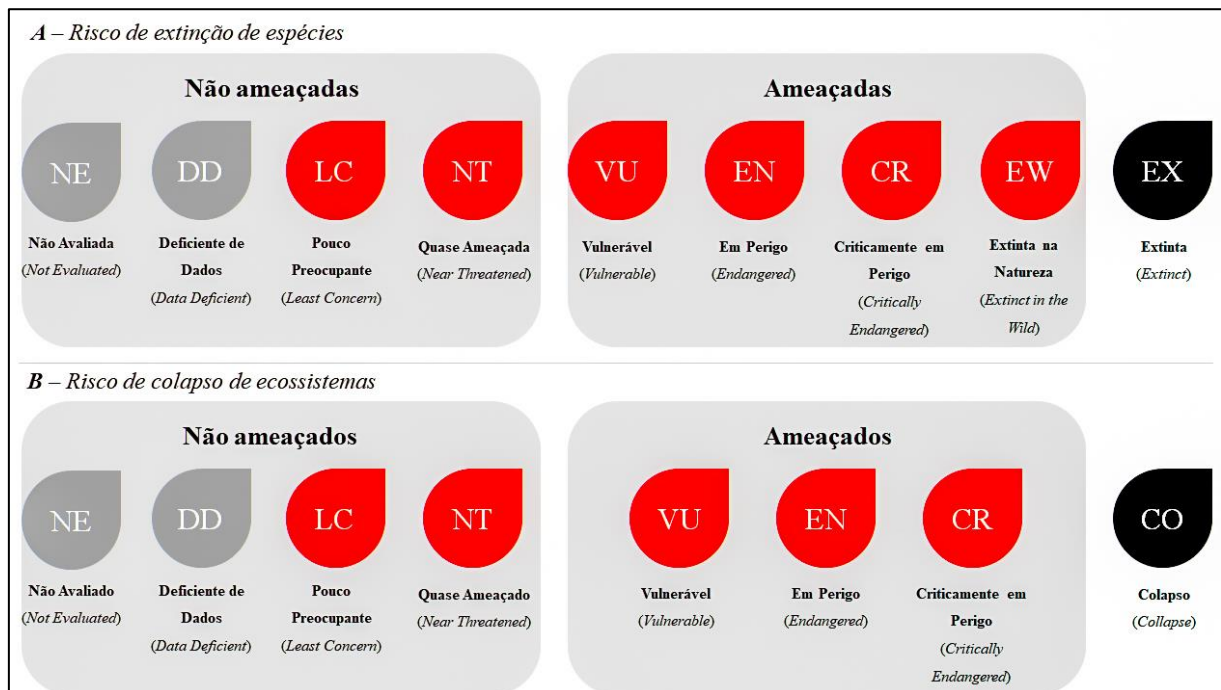 A – Risco de extinção de espécies
Não ameaçadas
Ameaçadas
NE
DD
LC
NT
VU
EN
CR
EW
EX
Não Avaliada
(Not Evaluated)
Deficiente de
Dados
(Data Deficient)
Pouco
Preocupante
(Least Concern)
Quase Ameaçada
(Near Threatened)
Vulnerável
(Vulnerable)
Em Perigo
(Endangered)
Criticamente em
Perigo
(Critically
Endangered)
Extinta na
Natureza
(Extinct in the
Wild)
Extinta
(Extinct)
B – Risco de colapso de ecossistemas
Não ameaçados
Ameaçados
NE
DD
LC
NT
VU
EN
CR
CO
Não Avaliado
(Not Evaluated)
Deficiente de
Dados
(Data Deficient)
Pouco
Preocupante
(Least Concern)
Quase Ameaçado
(Near Threatened)
Vulnerável
(Vulnerable)
Em Perigo
(Endangered)
Criticamente em
Perigo
(Critically
Endangered)
Colapso
(Collapse)